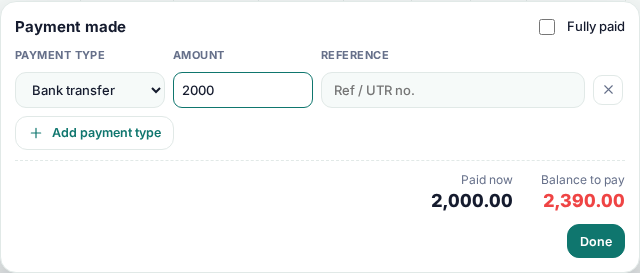 Payment made
Fully paid
PAYMENT TYPE AMOUNT REFERENCE
Bank transfer 2000 Ref / UTR no.
+ Add payment type
Paid now Balance to pay
2,000.00 2,390.00
Done